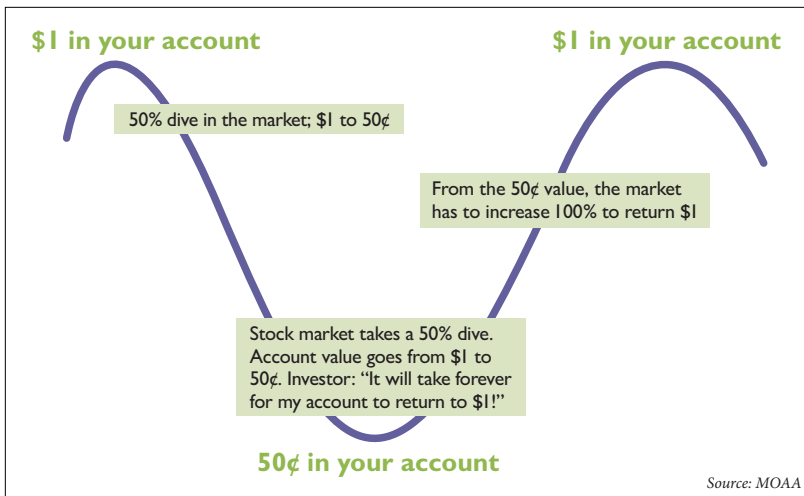 $1 in your account
$1 in your account
50% dive in the market; $1 to 50¢
From the 50¢ value, the market
has to increase 100% to return $1
Stock market takes a 50% dive.
Account value goes from $1 to
50¢. Investor: “It will take forever
for my account to return to $1!”
50¢ in your account
Source: MOAA